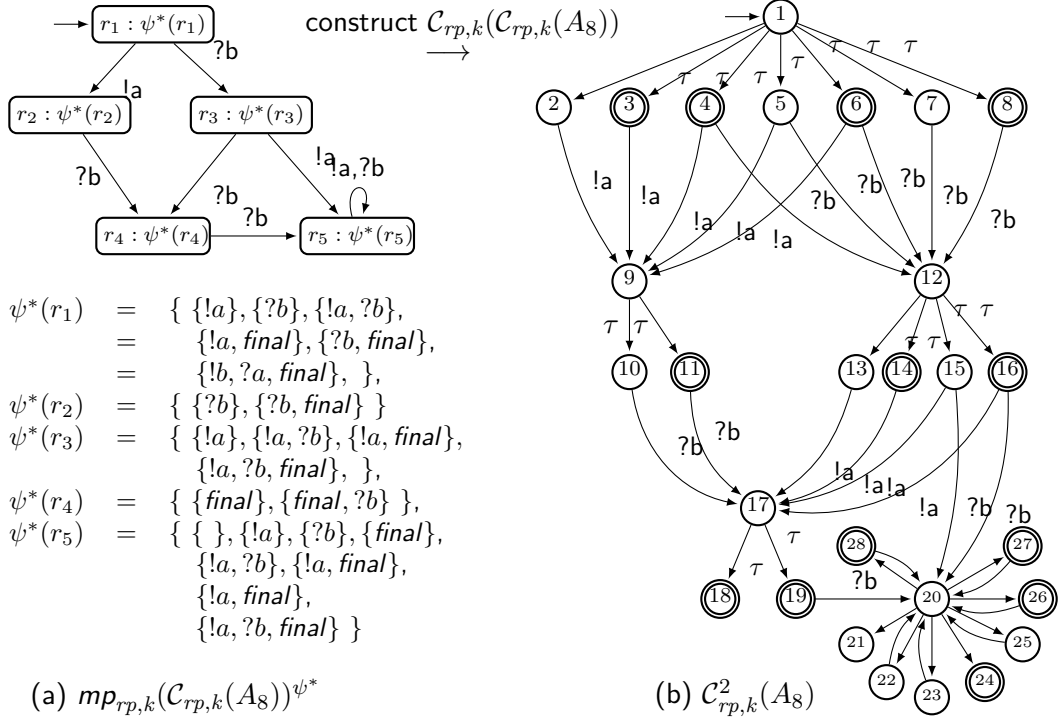 r₁ : ψ*(r₁)
?b
!a
r₂ : ψ*(r₂)
r₃ : ψ*(r₃)
?b
?b
!a
!a,?b
r₄ : ψ*(r₄)
?b
r₅ : ψ*(r₅)
ψ*(r₁) = { {!a}, {?b}, {!a, ?b},
= {!a, final}, {?b, final},
= {!b, ?a, final}, },
ψ*(r₂) = { {?b}, {?b, final} }
ψ*(r₃) = { {!a}, {!a, ?b}, {!a, final},
{!a, ?b, final}, },
ψ*(r₄) = { {final}, {final, ?b} },
ψ*(r₅) = { { }, {!a}, {?b}, {final},
{!a, ?b}, {!a, final},
{!a, final},
{!a, ?b, final} }
(a) mp_{rp,k}(C_{rp,k}(A₈))^{ψ*}
construct C_{rp,k}(C_{rp,k}(A₈))
⟶
1
τ τ τ
τ τ τ τ
2 3 4 5 6 7 8
!a !a !a !a !a ?b ?b ?b ?b
9 12
τ τ τ τ
τ τ
10 11 13 14 15 16
?b ?b !a !a !a !a ?b ?b
17
τ τ
18 19
?b
28 27
20 26
21 25
22 23 24
(b) C²_{rp,k}(A₈)